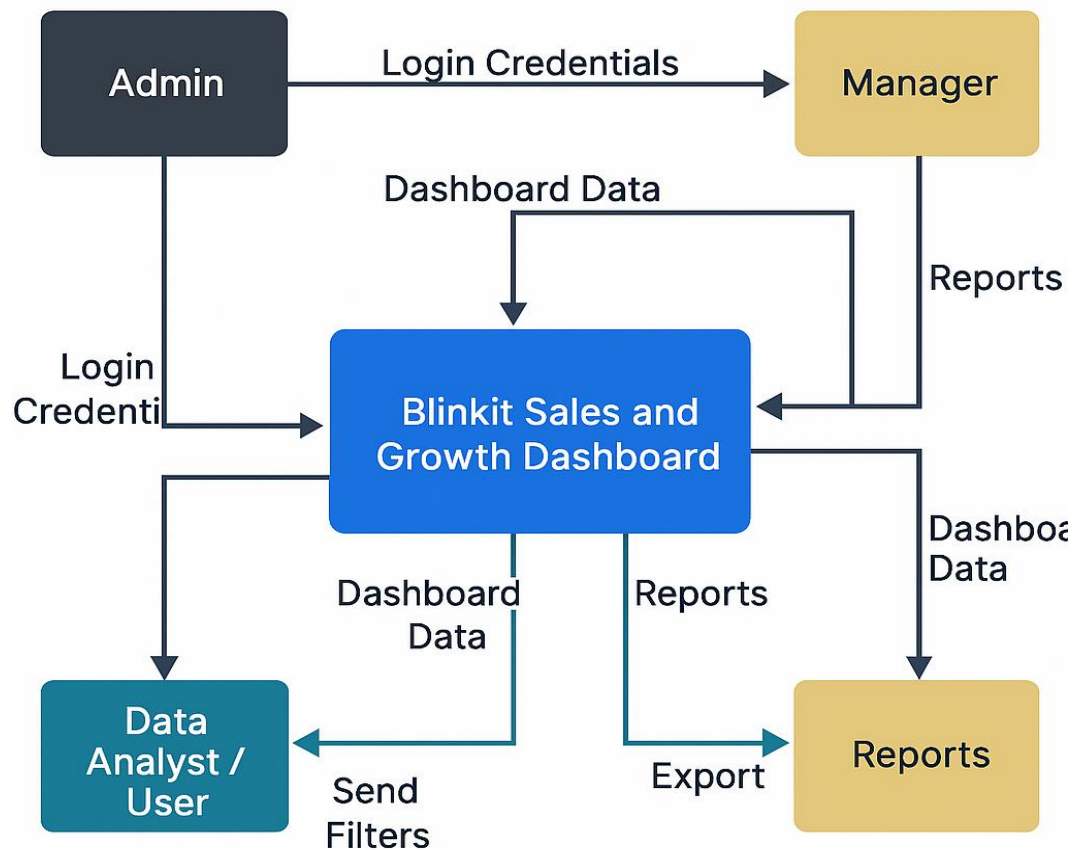 Admin
Login Credentials
Manager
Dashboard Data
Reports
Login
Credenti
Blinkit Sales and
Growth Dashboard
Dashboa
Data
Dashboard
Data
Reports
Data
Analyst /
User
Send
Filters
Export
Reports